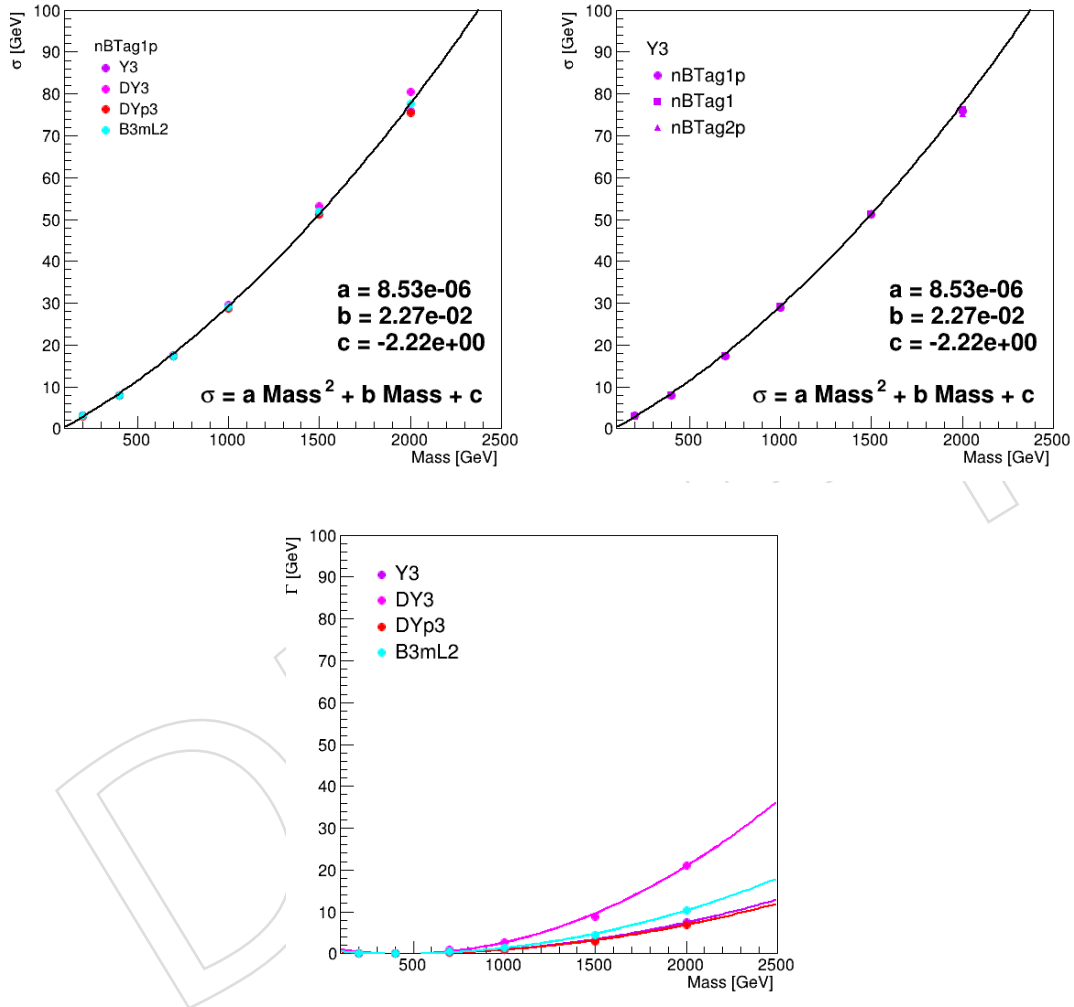 σ [GeV]
100
90
80
70
60
50
40
30
20
10
0
nBTag1p
Y3
DY3
DYp3
B3mL2
a = 8.53e-06
b = 2.27e-02
c = -2.22e+00
σ = a Mass² + b Mass + c
500 1000 1500 2000 2500
Mass [GeV]
σ [GeV]
100
90
80
70
60
50
40
30
20
10
0
Y3
nBTag1p
nBTag1
nBTag2p
a = 8.53e-06
b = 2.27e-02
c = -2.22e+00
σ = a Mass² + b Mass + c
500 1000 1500 2000 2500
Mass [GeV]
Γ [GeV]
100
90
80
70
60
50
40
30
20
10
0
Y3
DY3
DYp3
B3mL2
500 1000 1500 2000 2500
Mass [GeV]